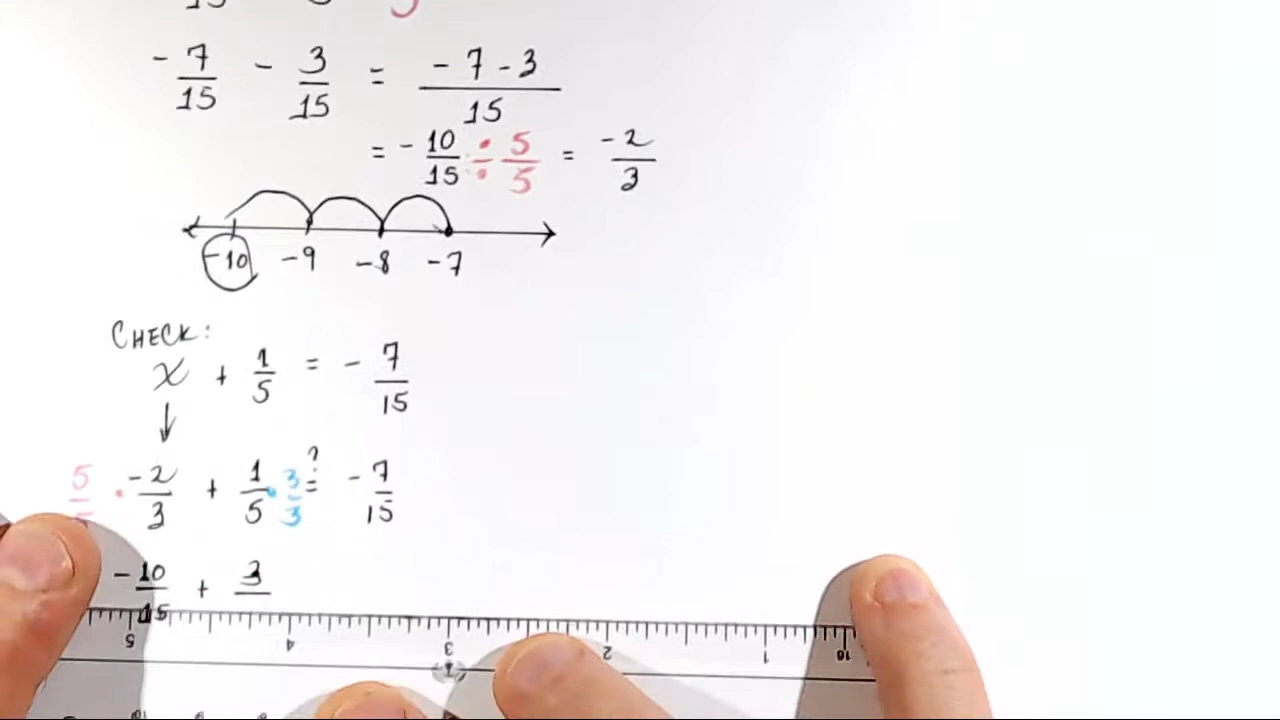 - 7/15 - 3/15 = (- 7 - 3)/15
= - 10/15 ÷ 5/5 = -2/3
-10 -9 -8 -7
CHECK:
x + 1/5 = - 7/15
5 · -2/3 + 1/5 · 3/3 ?= - 7/15
-10/15 + 3
5 4 3 2 1